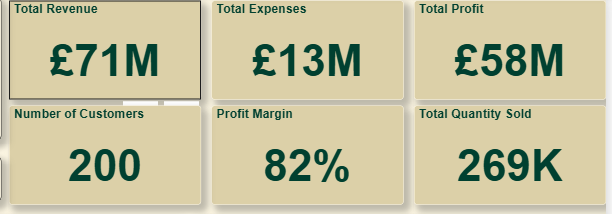 Total Revenue
£71M
Total Expenses
£13M
Total Profit
£58M
Number of Customers
200
Profit Margin
82%
Total Quantity Sold
269K